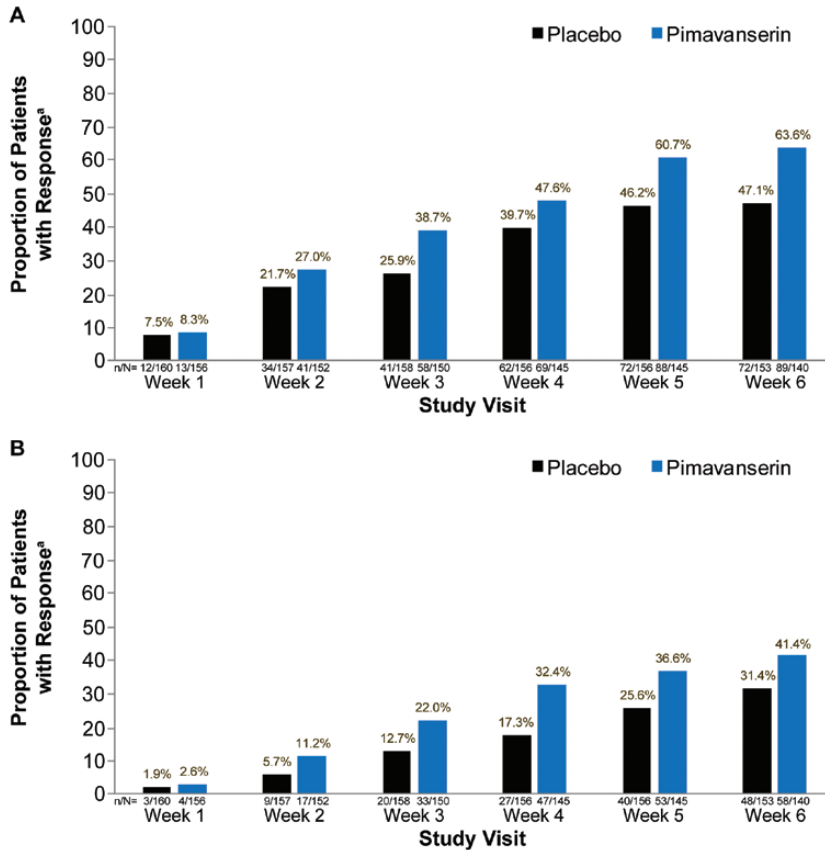 A
Placebo Pimavanserin
Proportion of Patients
with Responseᵃ
100
90
80
70
60
50
40
30
20
10
0
7.5% 8.3%
21.7% 27.0%
25.9% 38.7%
39.7% 47.6%
46.2% 60.7%
47.1% 63.6%
n/N= 12/160 13/156 34/157 41/152 41/158 58/150 62/156 69/145 72/156 88/145 72/153 89/140
Week 1 Week 2 Week 3 Week 4 Week 5 Week 6
Study Visit
B
Placebo Pimavanserin
Proportion of Patients
with Responseᵃ
100
90
80
70
60
50
40
30
20
10
0
1.9% 2.6%
5.7% 11.2%
12.7% 22.0%
17.3% 32.4%
25.6% 36.6%
31.4% 41.4%
n/N= 3/160 4/156 9/157 17/152 20/158 33/150 27/156 47/145 40/156 53/145 48/153 58/140
Week 1 Week 2 Week 3 Week 4 Week 5 Week 6
Study Visit